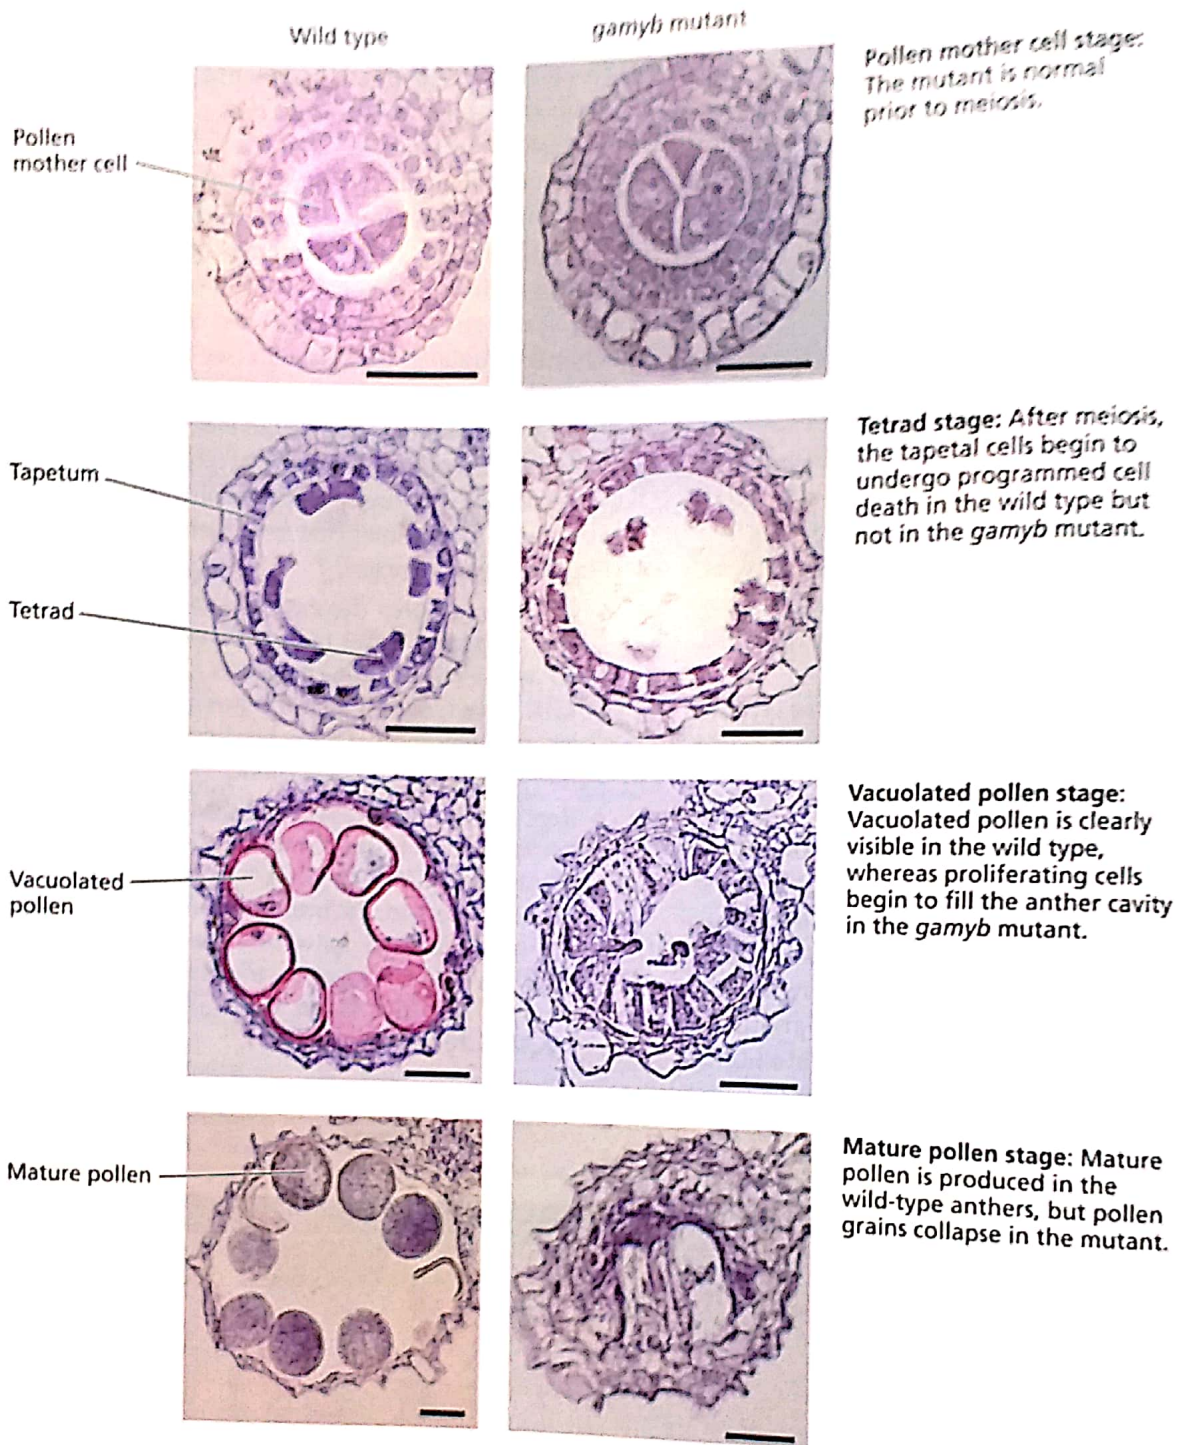 Wild type
gamyb mutant
Pollen mother cell stage:
The mutant is normal
prior to meiosis.
Pollen
mother cell
Tetrad stage: After meiosis,
the tapetal cells begin to
undergo programmed cell
death in the wild type but
not in the gamyb mutant.
Tapetum
Tetrad
Vacuolated pollen stage:
Vacuolated pollen is clearly
visible in the wild type,
whereas proliferating cells
begin to fill the anther cavity
in the gamyb mutant.
Vacuolated
pollen
Mature pollen stage: Mature
pollen is produced in the
wild-type anthers, but pollen
grains collapse in the mutant.
Mature pollen